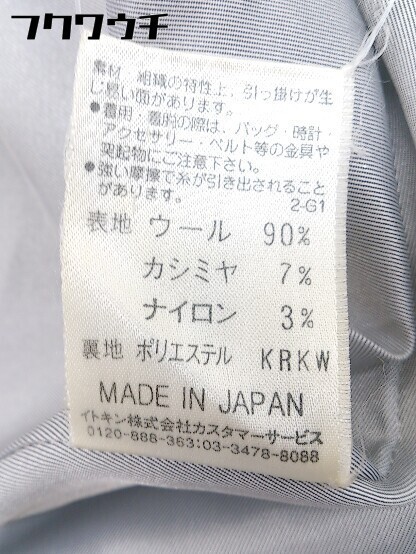 フクワウチ
素材、組織の特性上、引っ掛けが生
じ易い面があります。
●着用・着脱の際は、バッグ・時計・
アクセサリー・ベルト等の金具や
突起物にご注意下さい。
●強い摩擦で糸が引き出されること
があります。
2-G1
表地 ウール 90%
カシミヤ 7%
ナイロン 3%
裏地 ポリエステル KRKW
MADE IN JAPAN
イトキン株式会社カスタマーサービス
0120-888-363:03-3478-8088